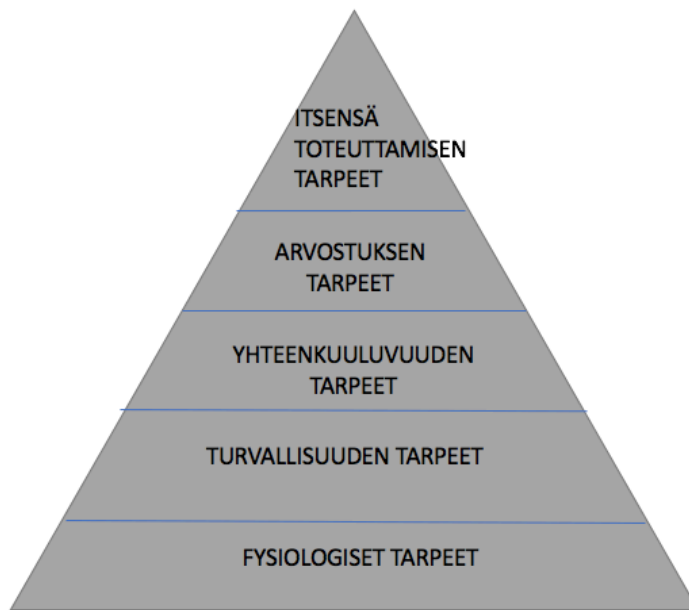 ITSENSÄ
TOTEUTTAMISEN
TARPEET
ARVOSTUKSEN
TARPEET
YHTEENKUULUVUUDEN
TARPEET
TURVALLISUUDEN TARPEET
FYSIOLOGISET TARPEET